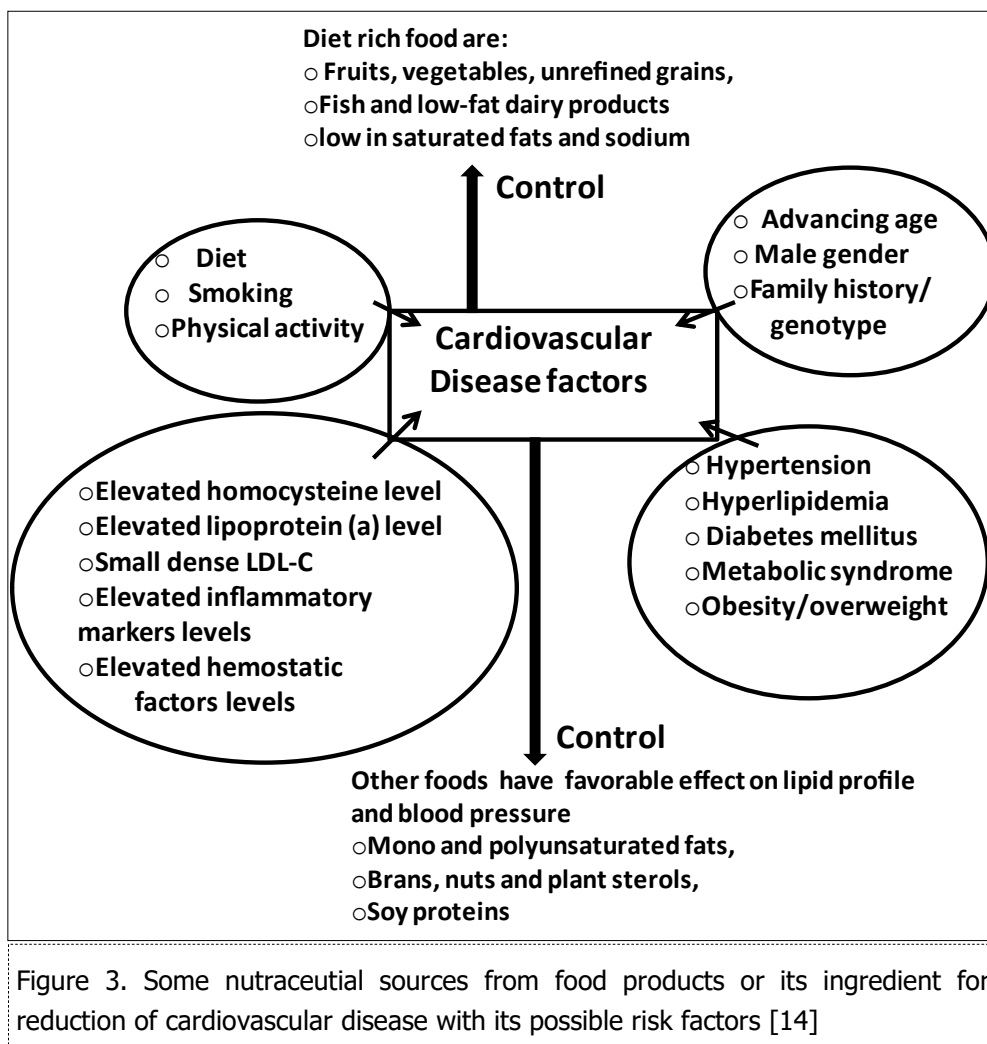 Diet rich food are:
○ Fruits, vegetables, unrefined grains,
○Fish and low-fat dairy products
○low in saturated fats and sodium
Control
○ Diet
○ Smoking
○Physical activity
○ Advancing age
○ Male gender
○Family history/
genotype
Cardiovascular
Disease factors
○Elevated homocysteine level
○Elevated lipoprotein (a) level
○Small dense LDL-C
○Elevated inflammatory
markers levels
○Elevated hemostatic
factors levels
○ Hypertension
○Hyperlipidemia
○ Diabetes mellitus
○Metabolic syndrome
○Obesity/overweight
Control
Other foods have favorable effect on lipid profile
and blood pressure
○Mono and polyunsaturated fats,
○Brans, nuts and plant sterols,
○Soy proteins
Figure 3. Some nutraceutial sources from food products or its ingredient for
reduction of cardiovascular disease with its possible risk factors [14]